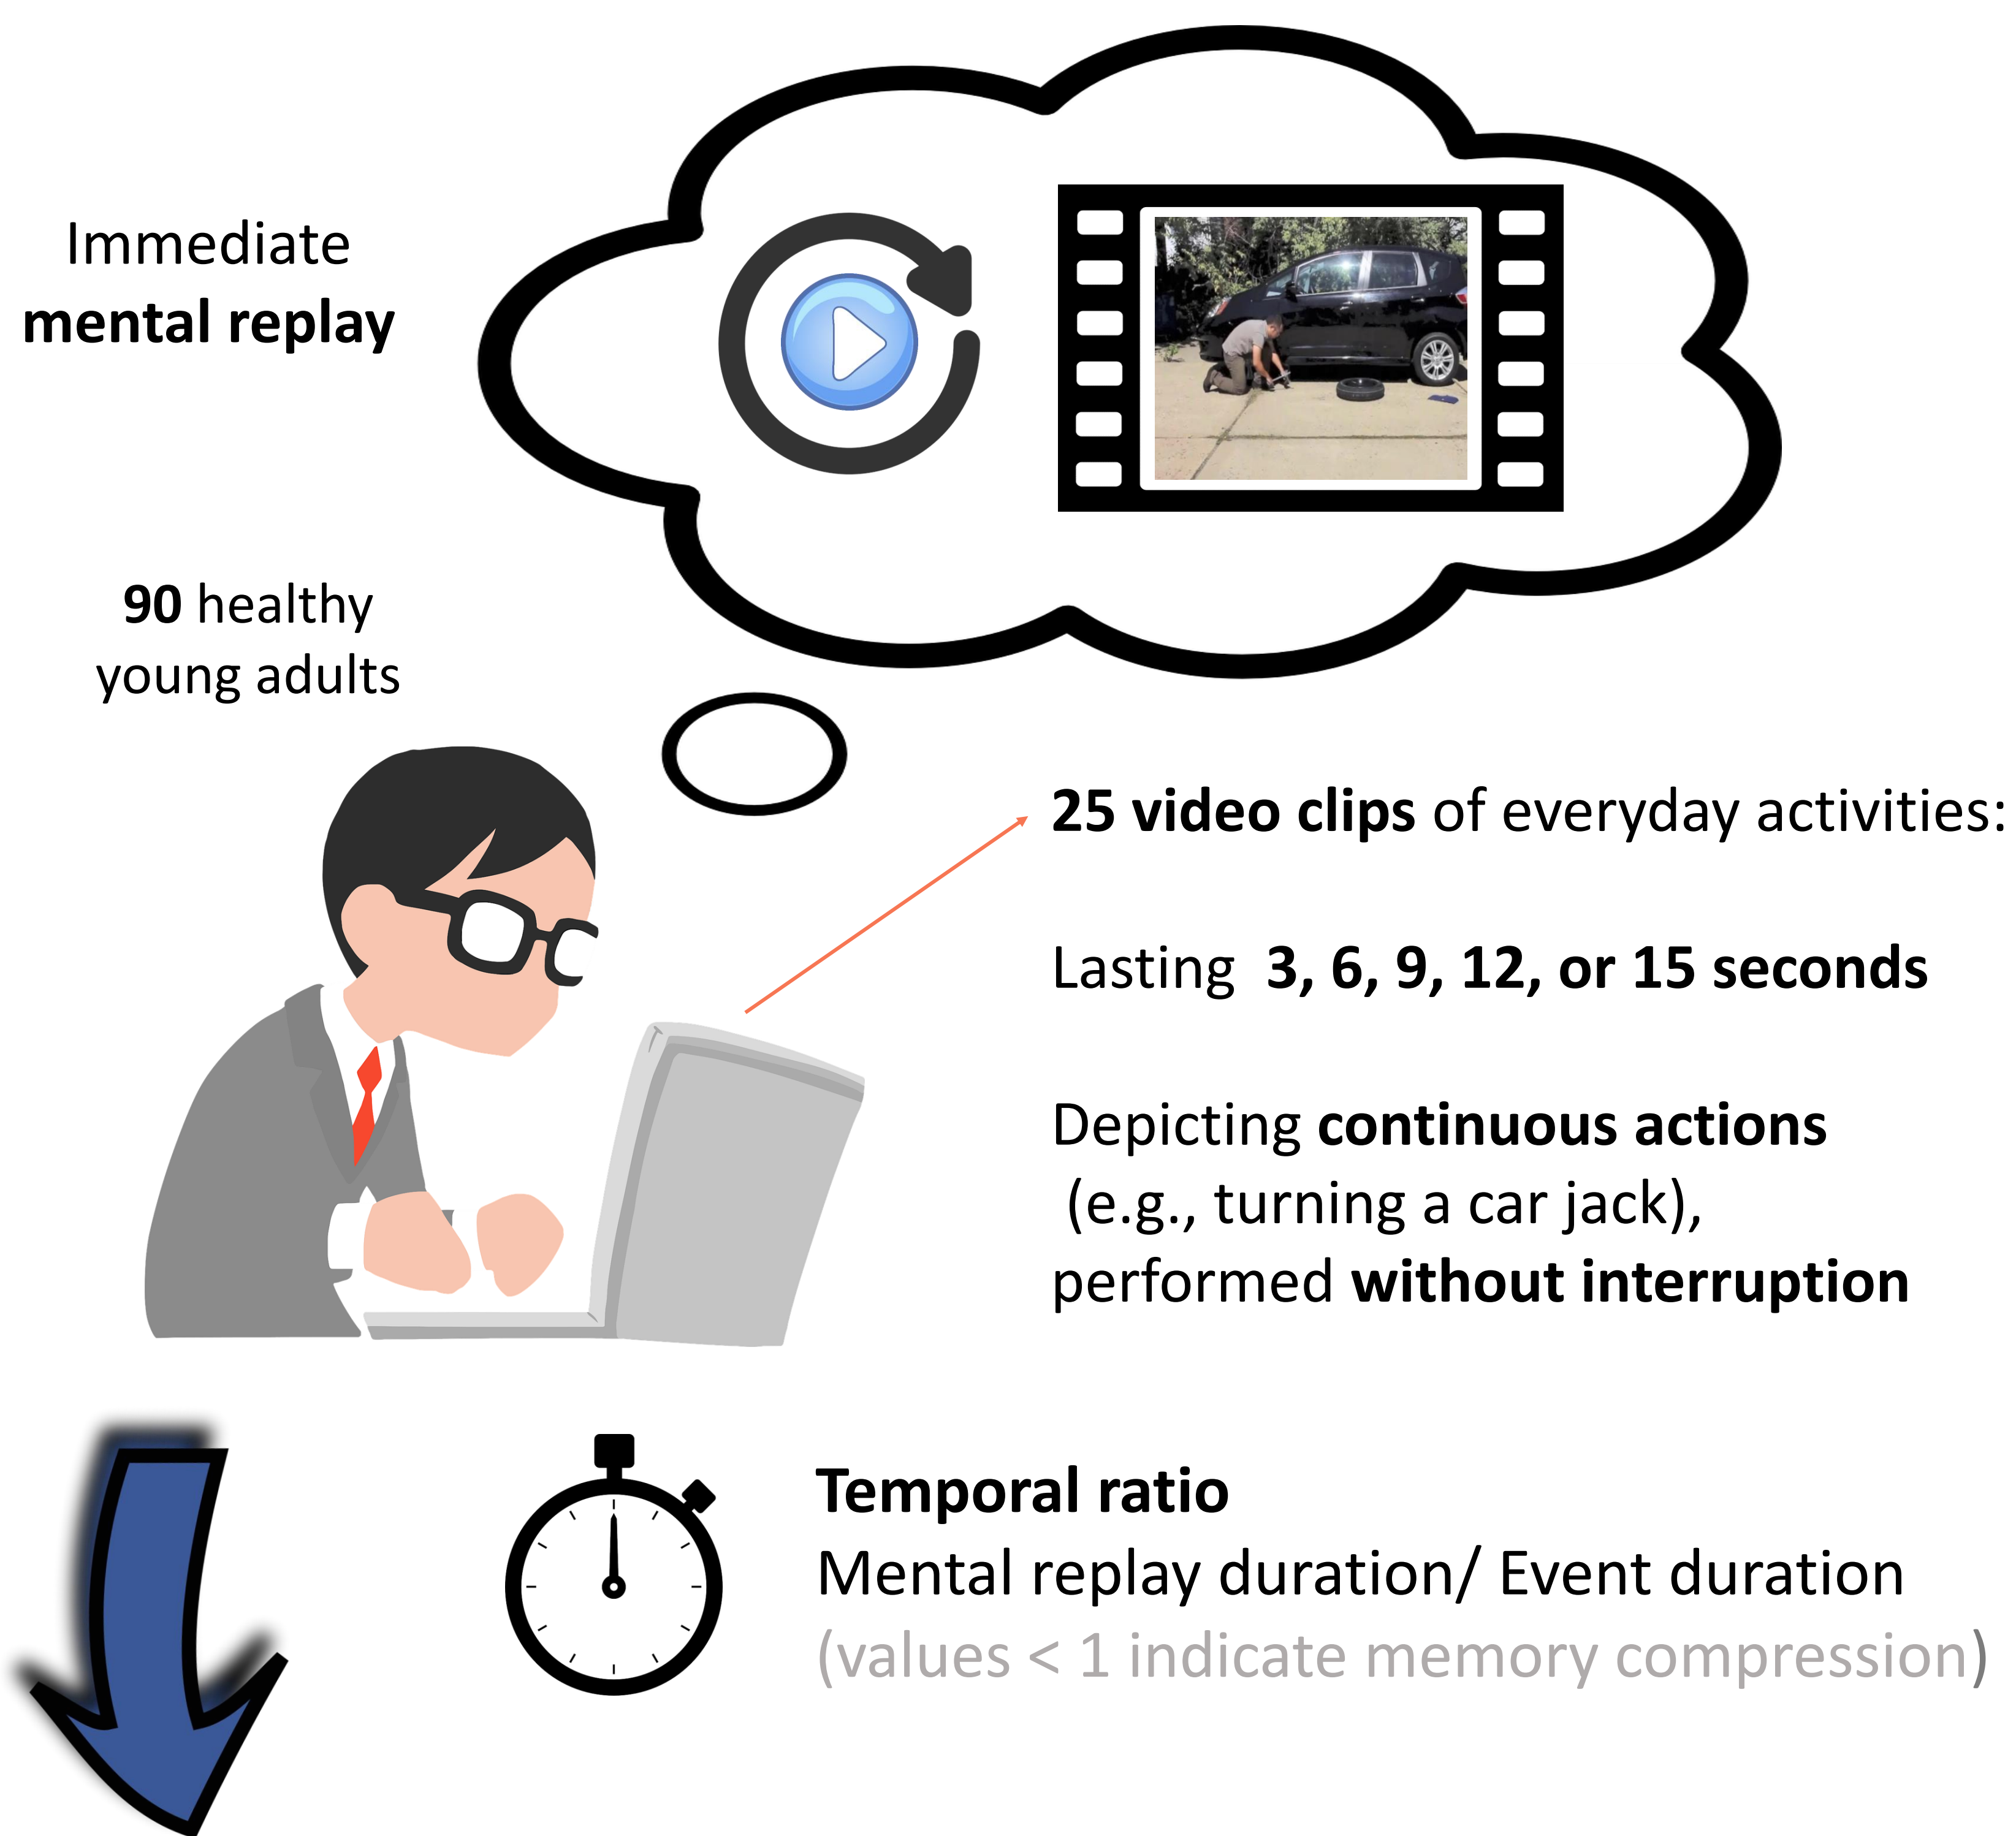 Immediate
mental replay
90 healthy
young adults
25 video clips of everyday activities:
Lasting 3, 6, 9, 12, or 15 seconds
Depicting continuous actions
(e.g., turning a car jack),
performed without interruption
Temporal ratio
Mental replay duration/ Event duration
(values < 1 indicate memory compression)